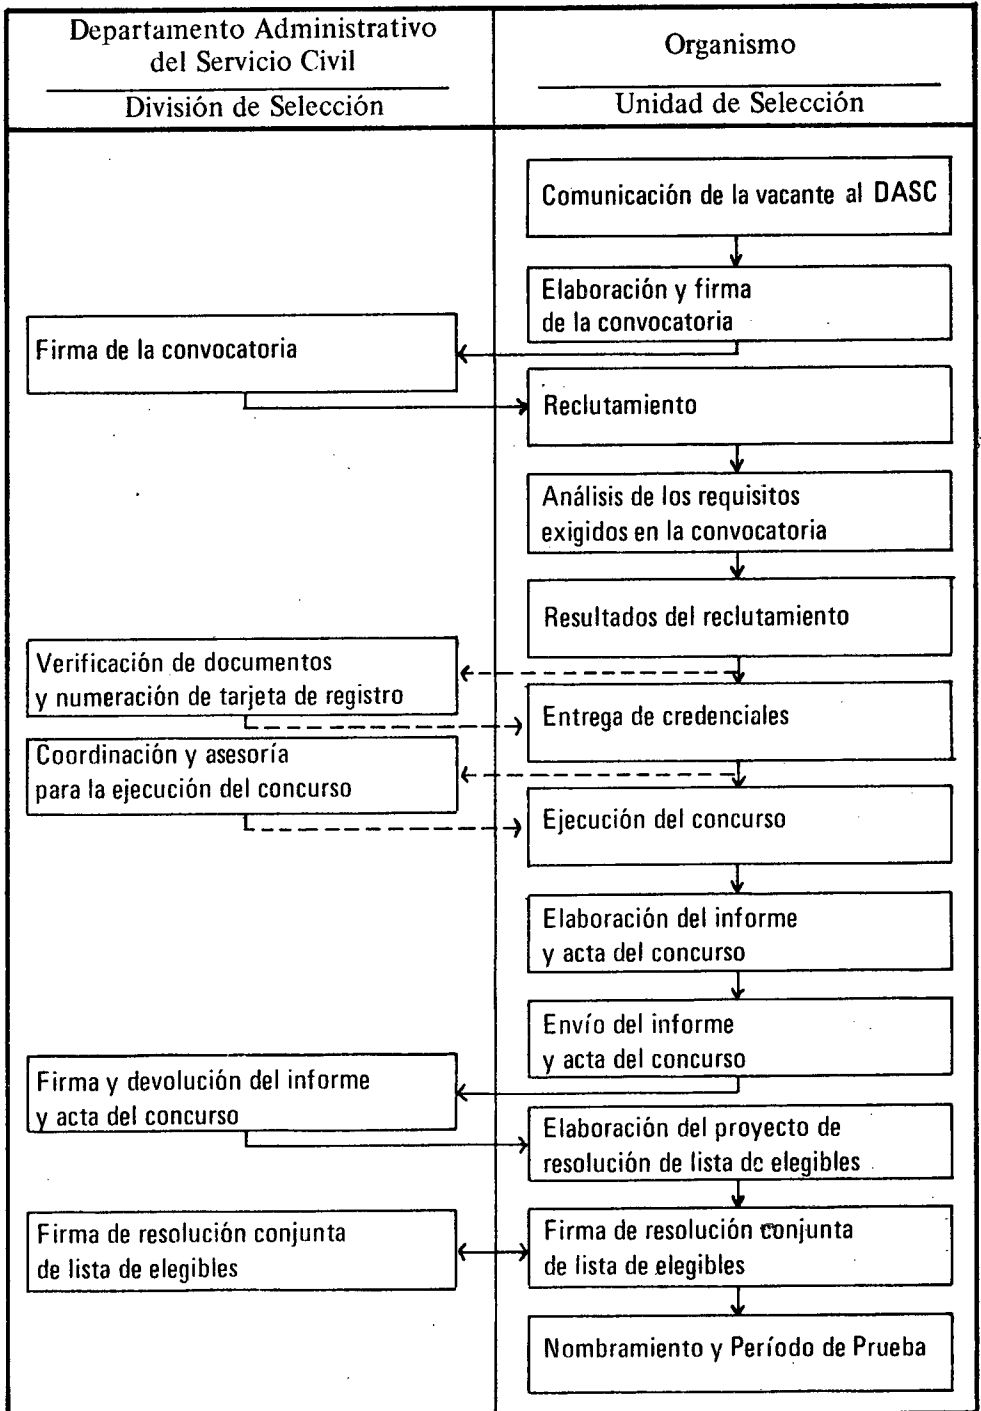 Departamento Administrativo
del Servicio Civil
División de Selección
Organismo
Unidad de Selección
Comunicación de la vacante al DASC
Elaboración y firma
de la convocatoria
Firma de la convocatoria
Reclutamiento
Análisis de los requisitos
exigidos en la convocatoria
Resultados del reclutamiento
Verificación de documentos
y numeración de tarjeta de registro
Entrega de credenciales
Coordinación y asesoría
para la ejecución del concurso
Ejecución del concurso
Elaboración del informe
y acta del concurso
Envío del informe
y acta del concurso
Firma y devolución del informe
y acta del concurso
Elaboración del proyecto de
resolución de lista de elegibles
Firma de resolución conjunta
de lista de elegibles
Firma de resolución conjunta
de lista de elegibles
Nombramiento y Período de Prueba